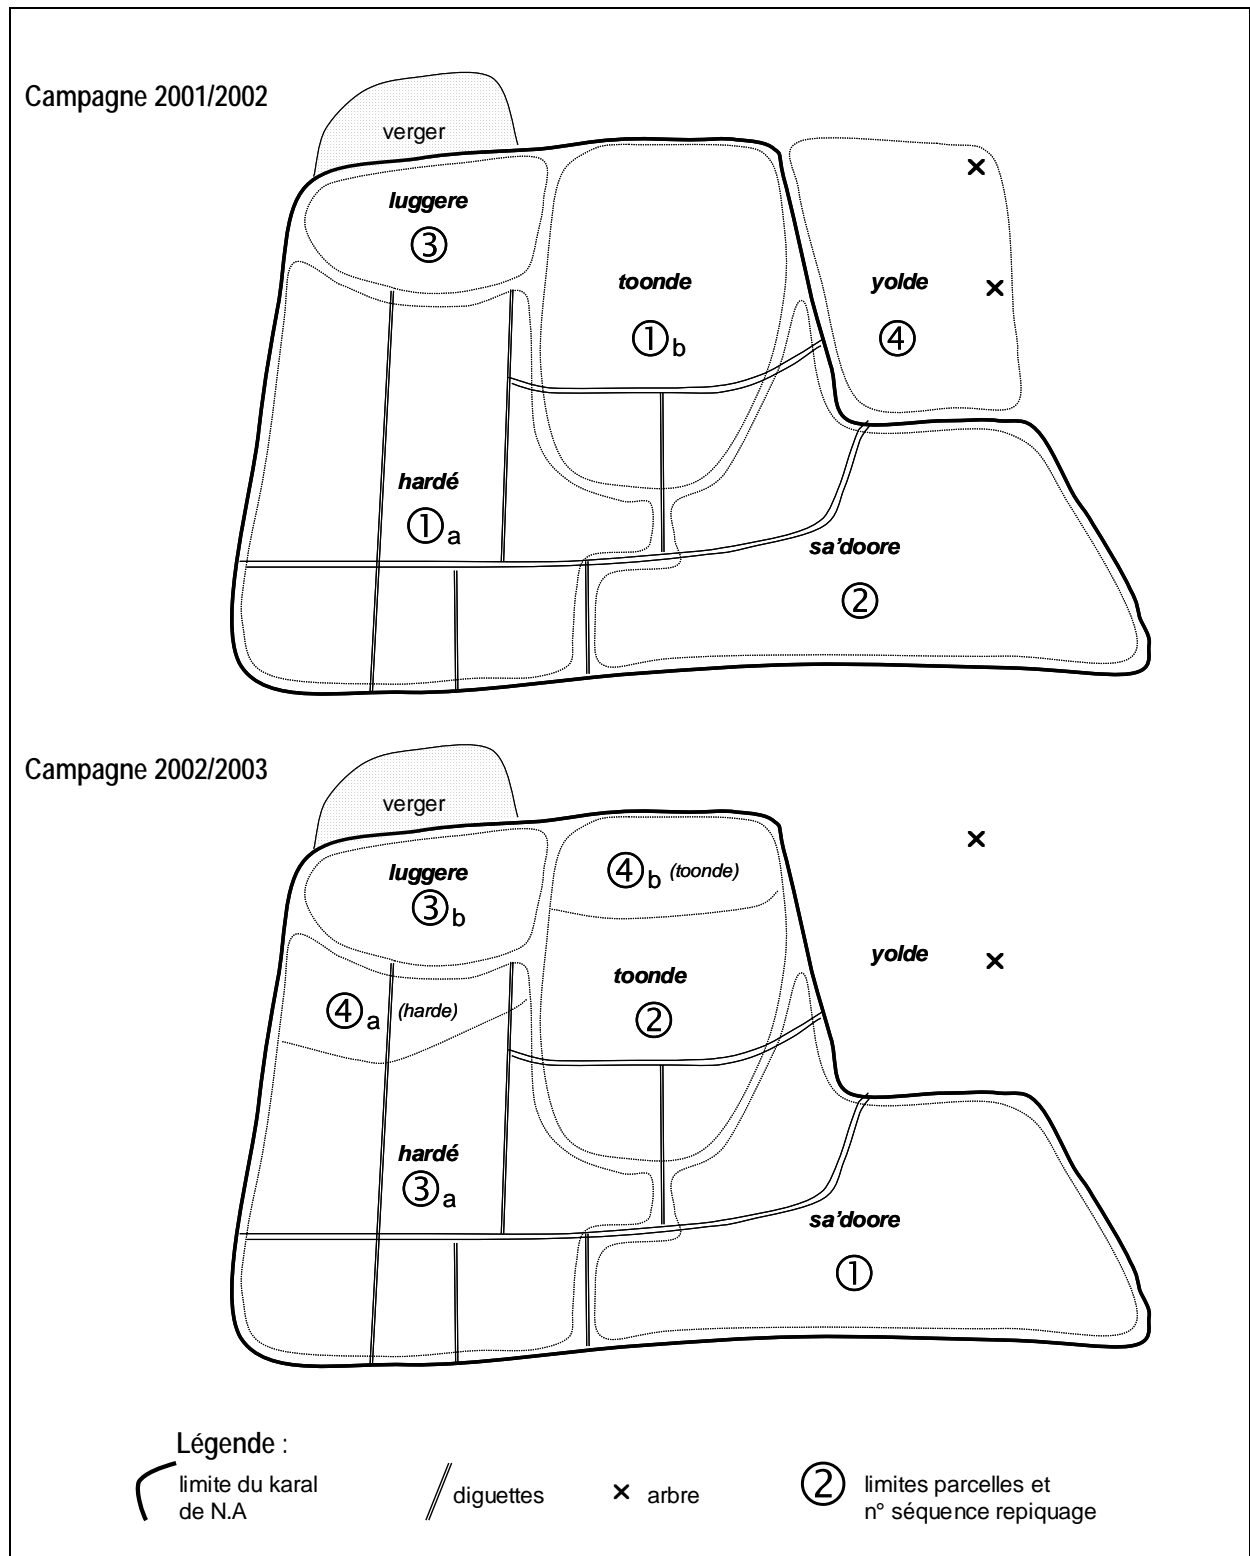 Campagne 2001/2002
verger
luggere
③
toonde
①b
yolde
④
hardé
①a
sa'doore
②
Campagne 2002/2003
verger
luggere
③b
④b (toonde)
yolde
toonde
②
④a (harde)
hardé
③a
sa'doore
①
Légende :
limite du karal
de N.A
diguettes
arbre
②
limites parcelles et
n° séquence repiquage